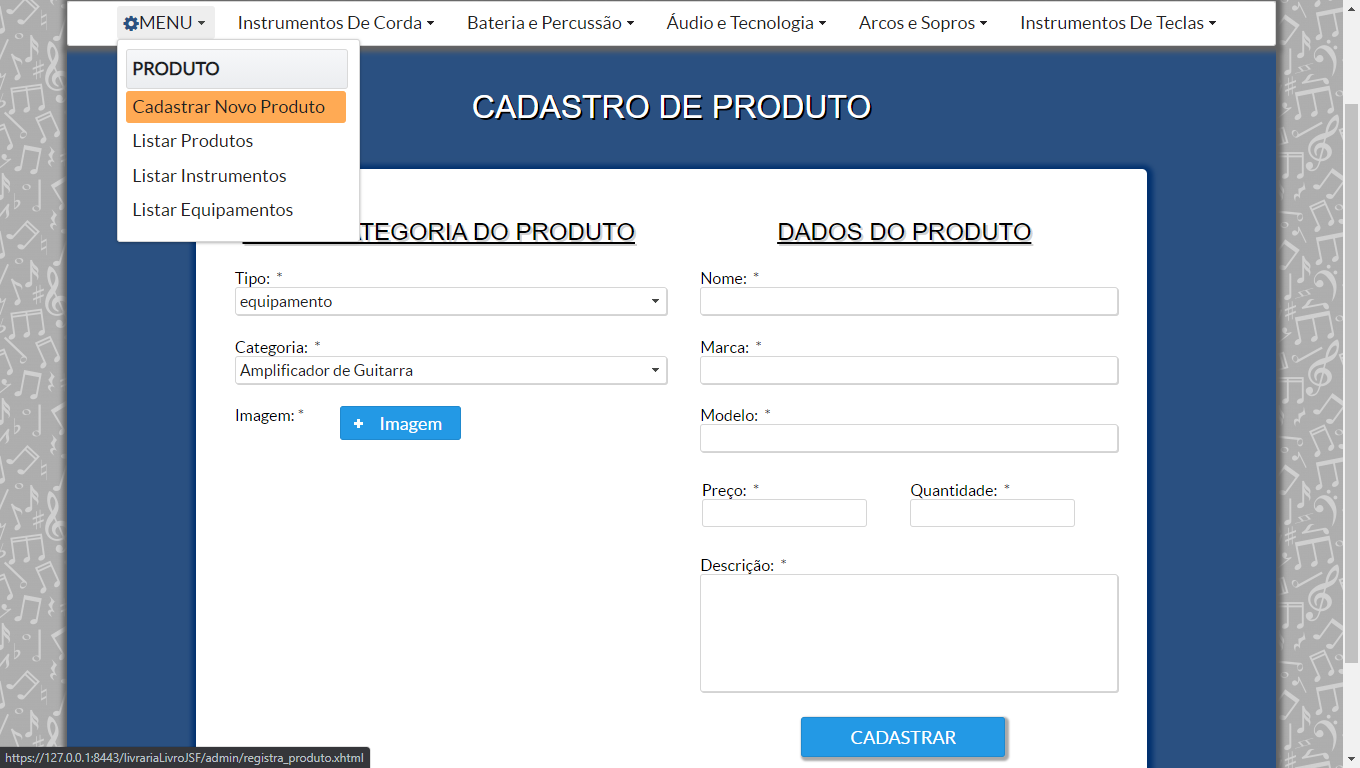 MENU Instrumentos De Corda Bateria e Percussão Áudio e Tecnologia Arcos e Sopros Instrumentos De Teclas
PRODUTO
Cadastrar Novo Produto
Listar Produtos
Listar Instrumentos
Listar Equipamentos
CADASTRO DE PRODUTO
TEGORIA DO PRODUTO
Tipo: *
equipamento
Categoria: *
Amplificador de Guitarra
Imagem: * + Imagem
DADOS DO PRODUTO
Nome: *
Marca: *
Modelo: *
Preço: * Quantidade: *
Descrição: *
CADASTRAR
https://127.0.0.1:8443/livrariaLivroJSF/admin/registra_produto.xhtml